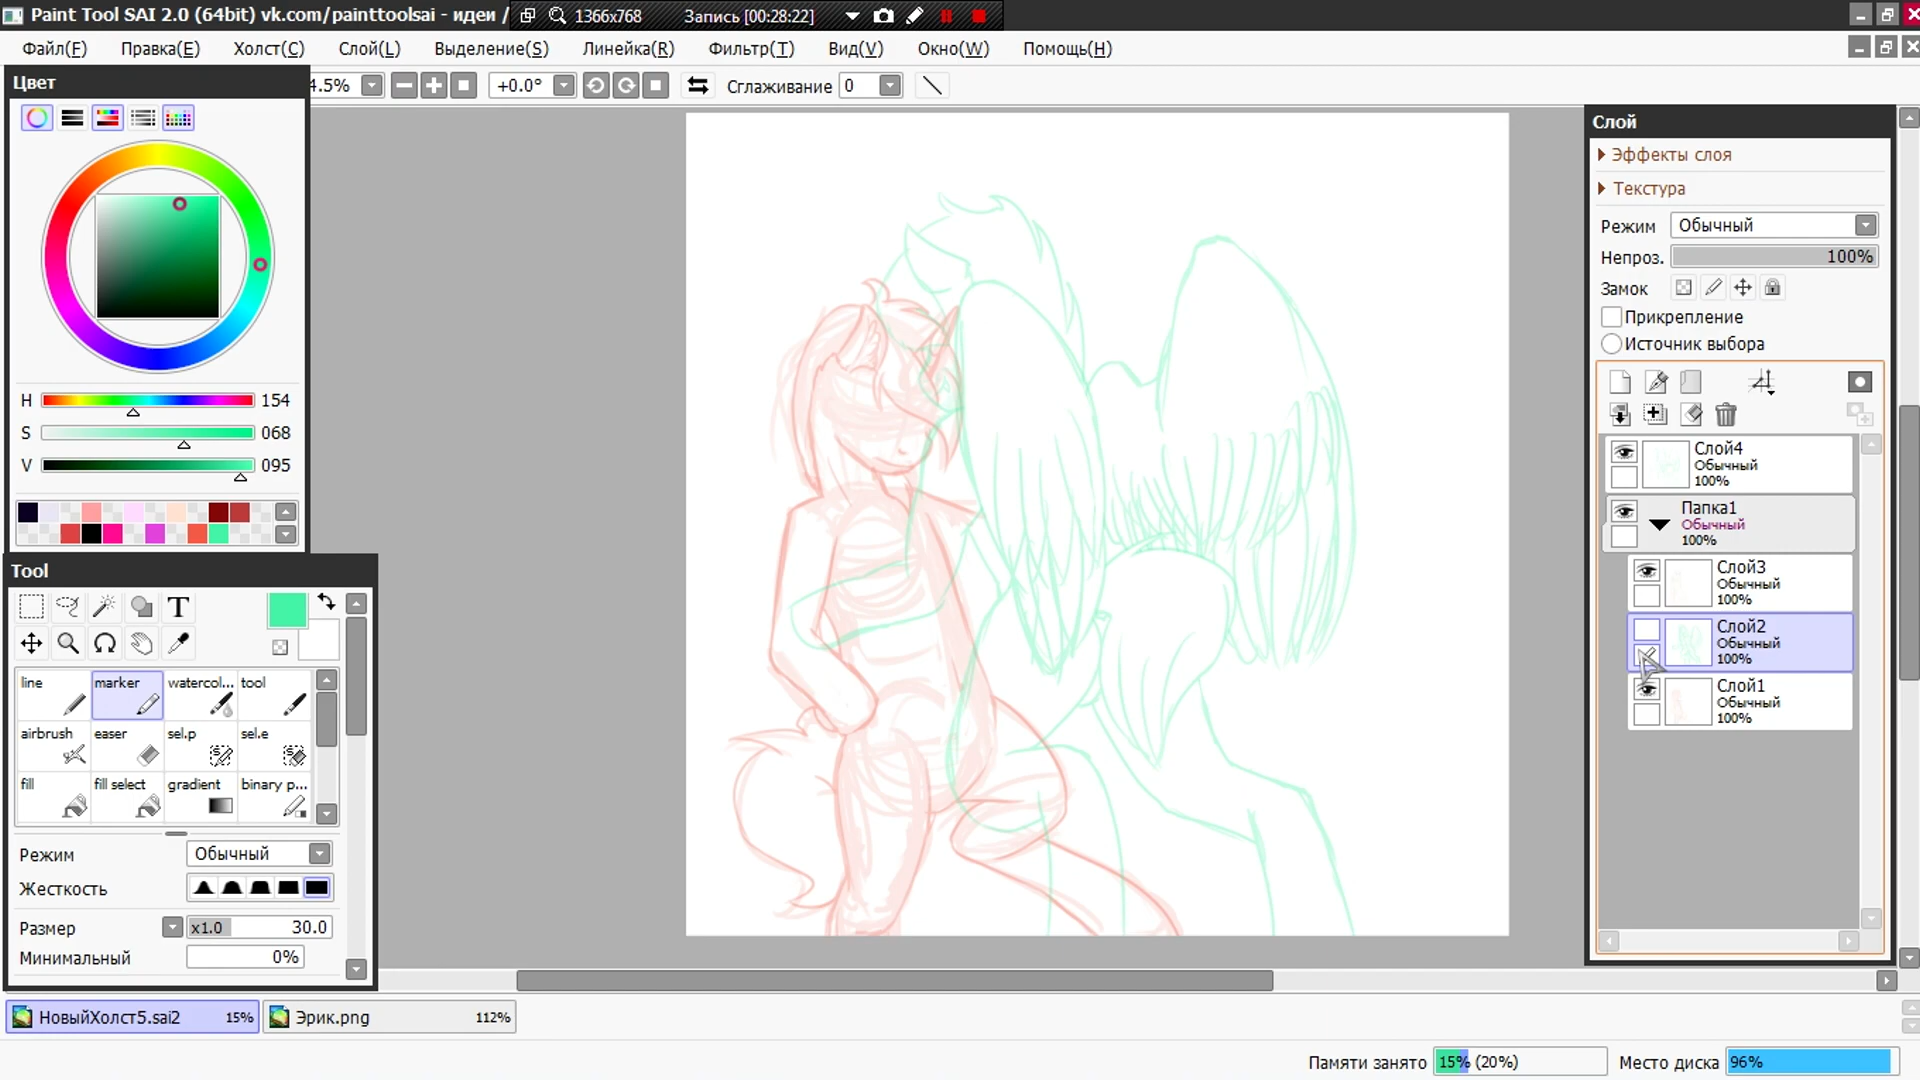 Paint Tool SAI 2.0 (64bit) vk.com/painttoolsai - идеи /
1366x768
Запись [00:28:22]
Файл(F)
Правка(E)
Холст(C)
Слой(L)
Выделение(S)
Линейка(R)
Фильтр(T)
Вид(V)
Окно(W)
Помощь(H)
4.5%
+0.0°
Сглаживание
0
Цвет
H
154
S
068
V
095
Tool
T
line
marker
watercol...
tool
airbrush
easer
sel.p
sel.e
fill
fill select
gradient
binary p...
Режим
Обычный
Жесткость
Размер
x1.0
30.0
Минимальный
0%
Слой
Эффекты слоя
Текстура
Режим
Обычный
Непроз.
100%
Замок
Прикрепление
Источник выбора
Слой4
Обычный
100%
Папка1
Обычный
100%
Слой3
Обычный
100%
Слой2
Обычный
100%
Слой1
Обычный
100%
НовыйХолст5.sai2
15%
Эрик.png
112%
Памяти занято
15% (20%)
Место диска
96%